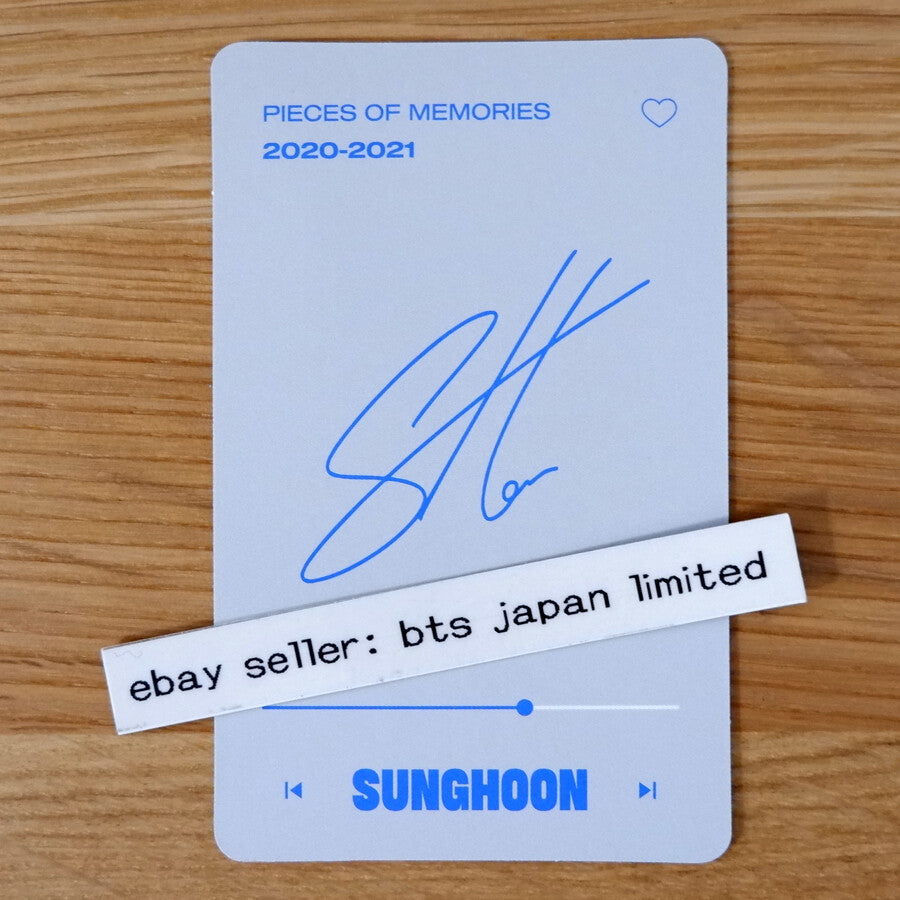 PIECES OF MEMORIES
2020-2021
ebay seller: bts japan limited
SUNGHOON